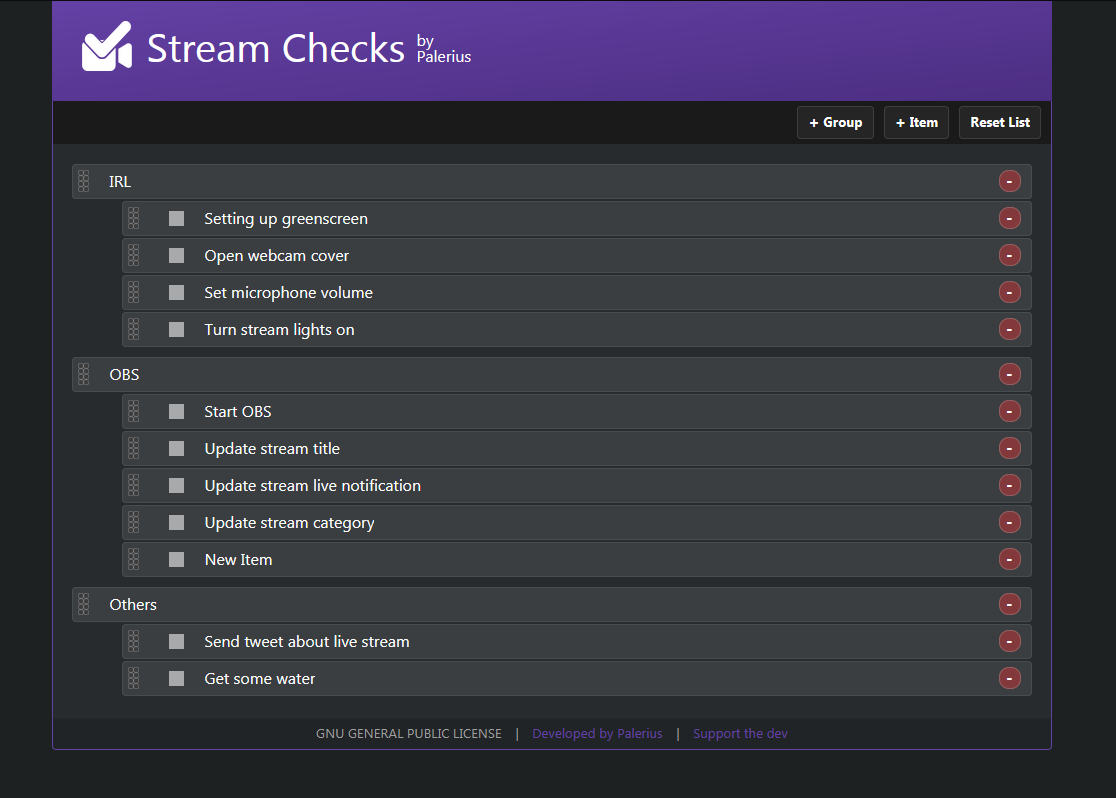 Stream Checks by Palerius
+ Group + Item Reset List
IRL -
Setting up greenscreen -
Open webcam cover -
Set microphone volume -
Turn stream lights on -
OBS -
Start OBS -
Update stream title -
Update stream live notification -
Update stream category -
New Item -
Others -
Send tweet about live stream -
Get some water -
GNU GENERAL PUBLIC LICENSE | Developed by Palerius | Support the dev